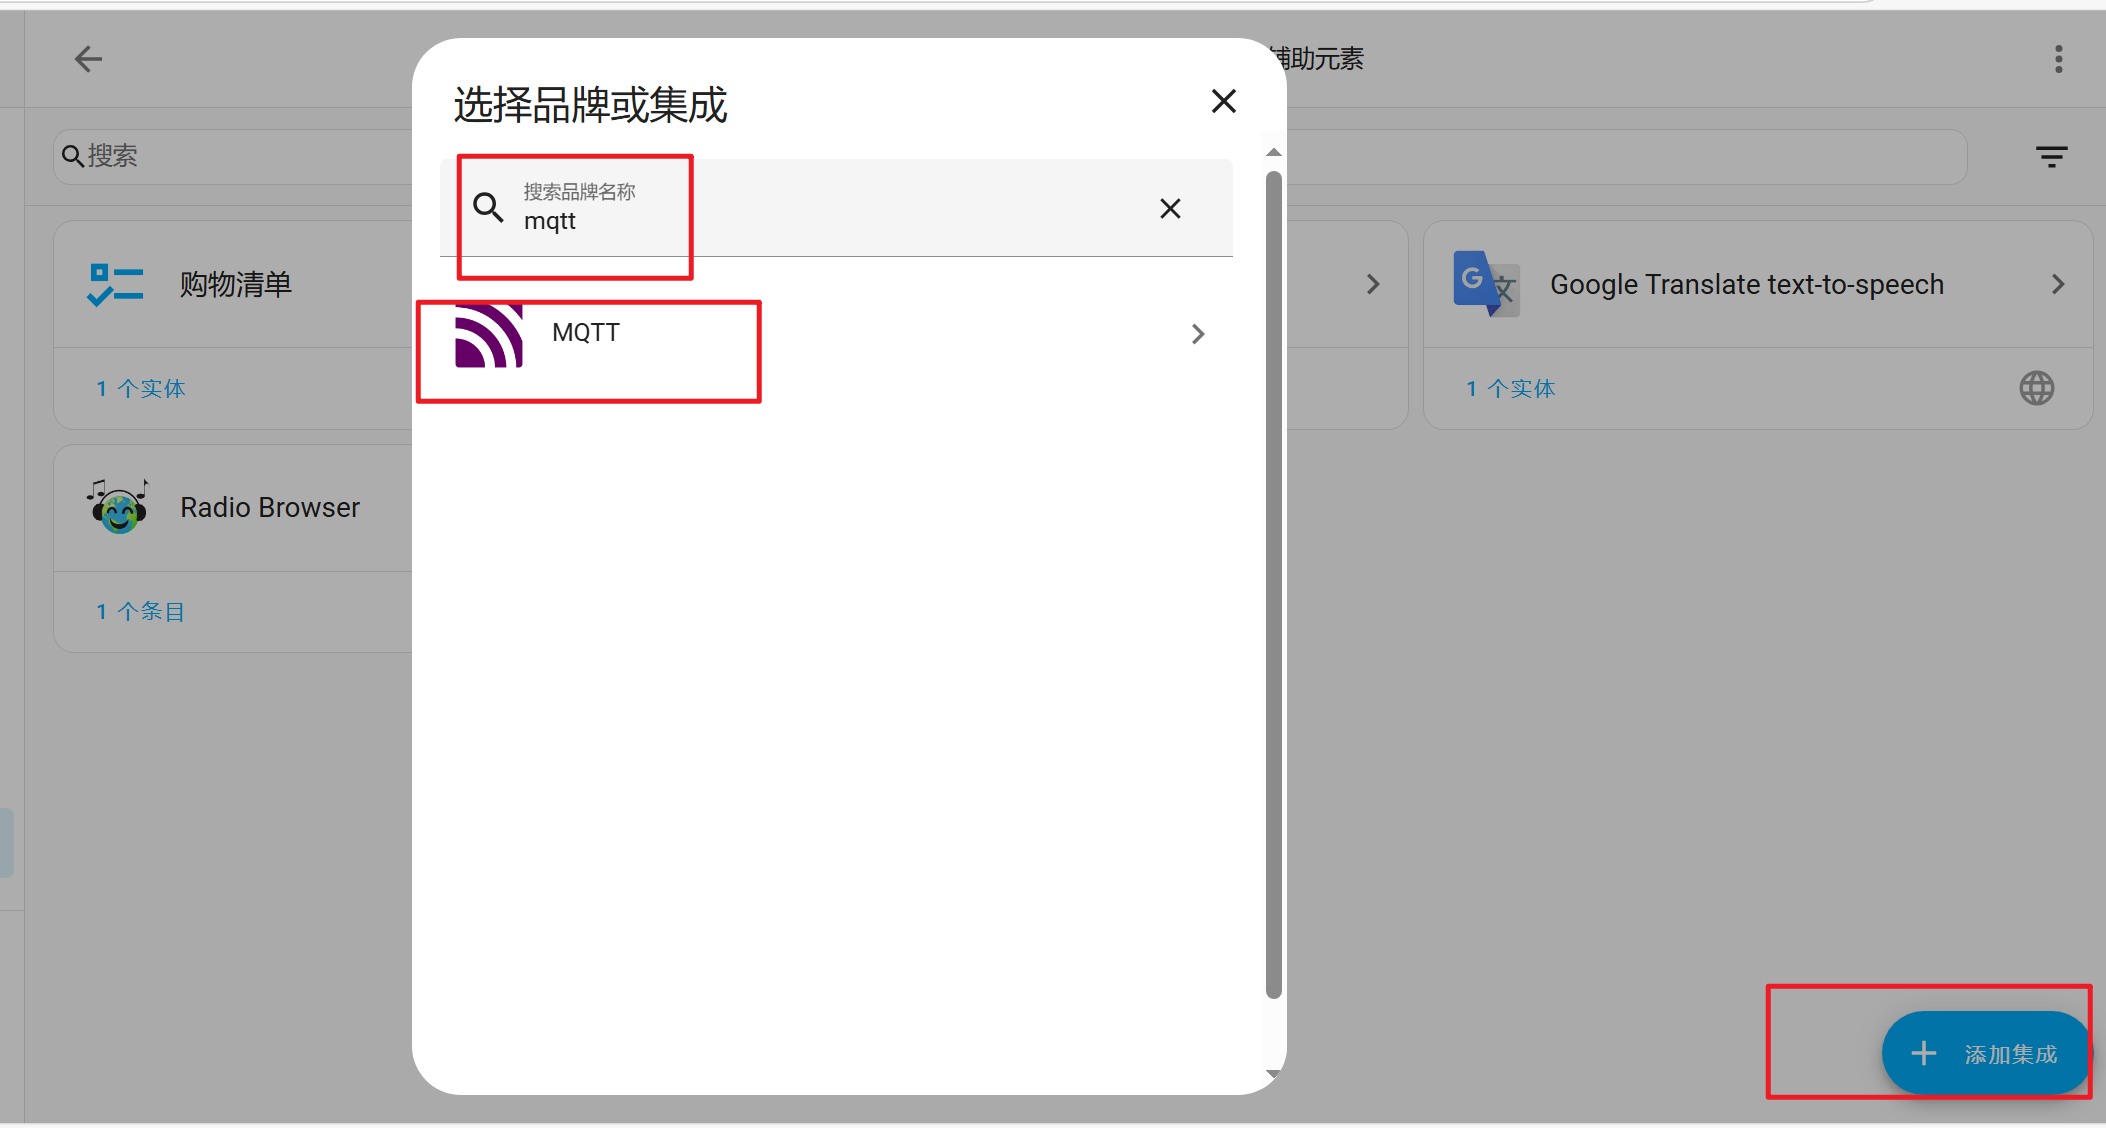 选择品牌或集成
辅助元素
搜索
搜索品牌名称
mqtt
MQTT
购物清单
1 个实体
Google Translate text-to-speech
1 个实体
Radio Browser
1 个条目
添加集成